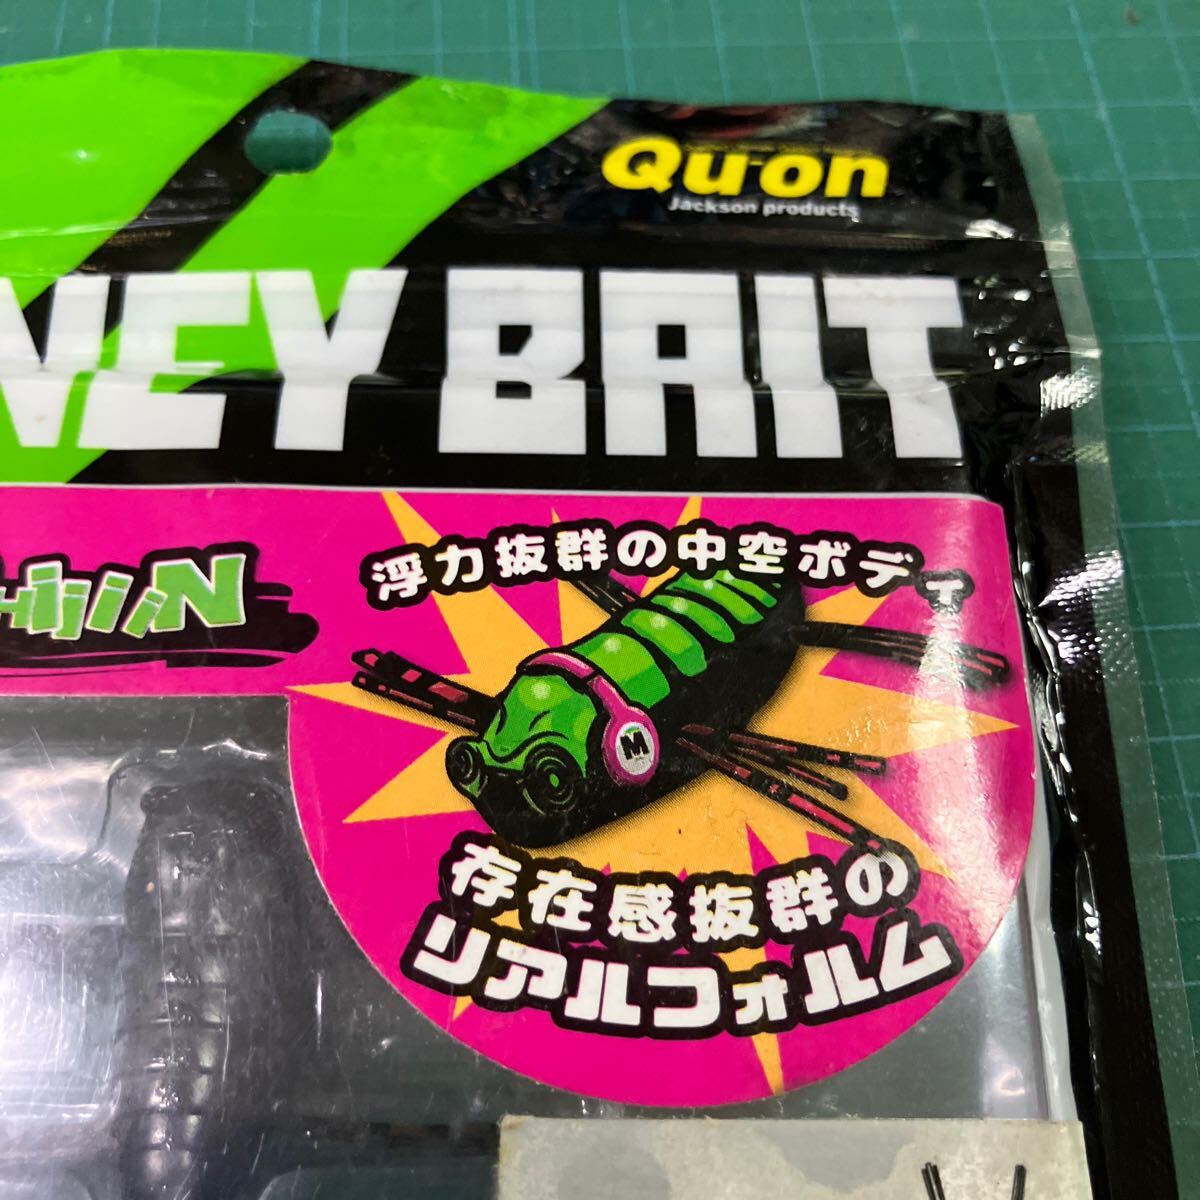 Qu-on
Jackson products
NEY BAIT
HiiiiN
浮力抜群の中空ボディ
M
存在感抜群の
リアルフォルム